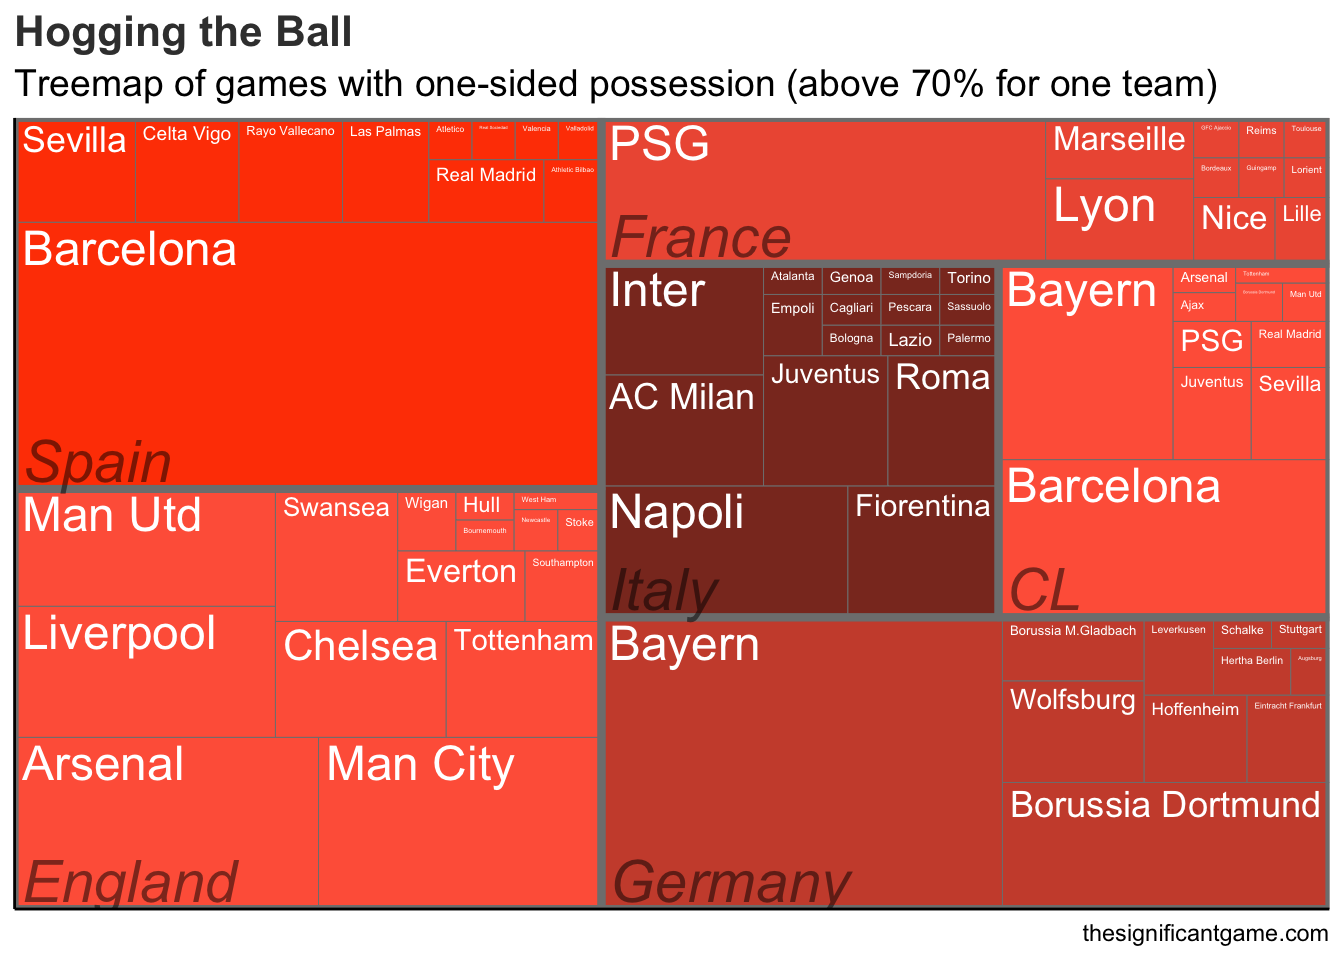 Hogging the Ball
Treemap of games with one-sided possession (above 70% for one team)
Sevilla
Celta Vigo
Rayo Vallecano
Las Palmas
Atletico
Real Sociedad
Valencia
Valladolid
Real Madrid
Athletic Bilbao
Barcelona
Spain
PSG
France
Marseille
Lyon
GFC Ajaccio
Reims
Toulouse
Bordeaux
Guingamp
Lorient
Nice
Lille
Inter
AC Milan
Atalanta
Genoa
Sampdoria
Torino
Empoli
Cagliari
Pescara
Sassuolo
Bologna
Lazio
Palermo
Juventus
Roma
Napoli
Fiorentina
Italy
Bayern
Arsenal
Tottenham
Ajax
Borussia Dortmund
Man Utd
PSG
Real Madrid
Juventus
Sevilla
Barcelona
CL
Man Utd
Swansea
Wigan
Hull
West Ham
Bournemouth
Newcastle
Stoke
Everton
Southampton
Liverpool
Chelsea
Tottenham
Arsenal
Man City
England
Bayern
Germany
Borussia M.Gladbach
Leverkusen
Schalke
Stuttgart
Hertha Berlin
Augsburg
Wolfsburg
Hoffenheim
Eintracht Frankfurt
Borussia Dortmund
thesignificantgame.com